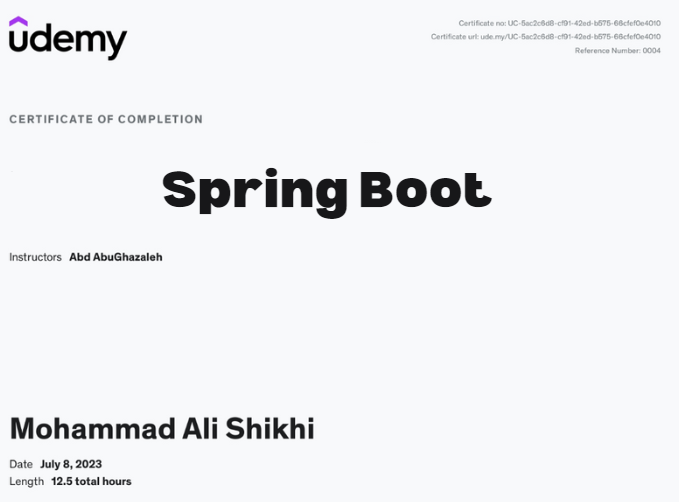 udemy
Certificate no: UC-5ac2c6d8-cf91-42ed-b575-66cfef0e4010
Certificate url: ude.my/UC-5ac2c6d8-cf91-42ed-b575-66cfef0e4010
Reference Number: 0004
CERTIFICATE OF COMPLETION
Spring Boot
Instructors Abd AbuGhazaleh
Mohammad Ali Shikhi
Date July 8, 2023
Length 12.5 total hours